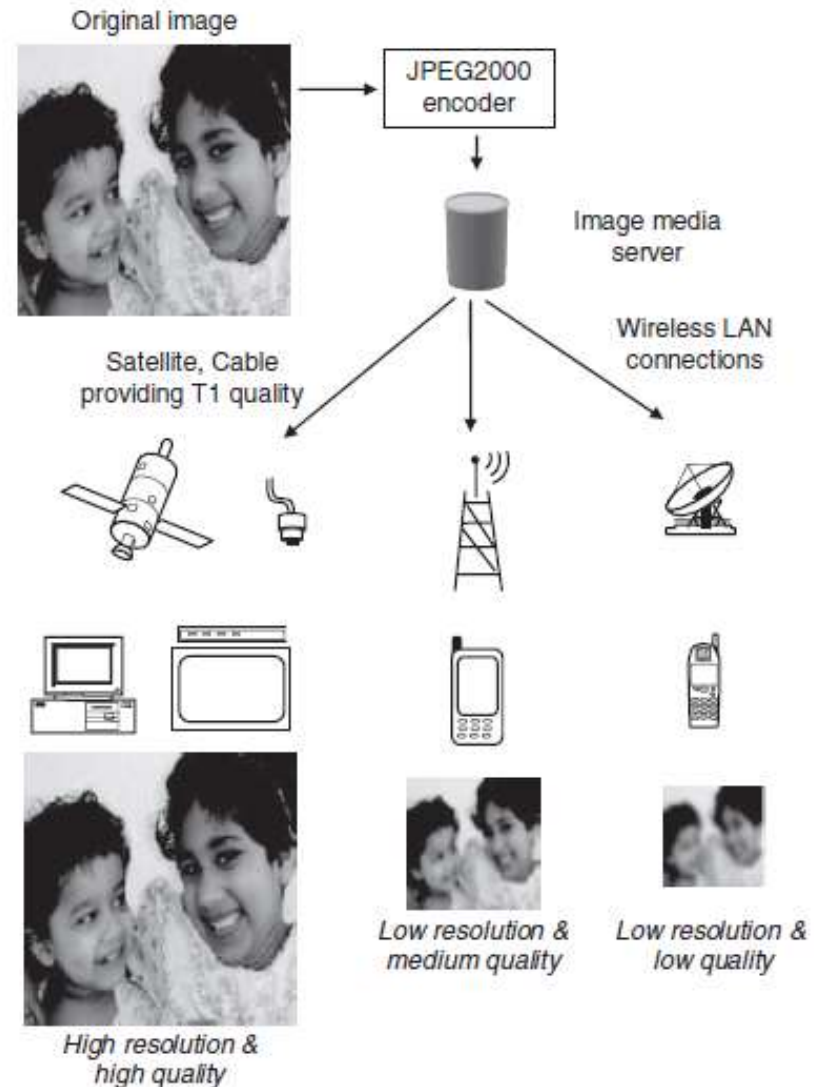 Original image
JPEG2000
encoder
Image media
server
Wireless LAN
connections
Satellite, Cable
providing T1 quality
Low resolution &
medium quality
Low resolution &
low quality
High resolution &
high quality